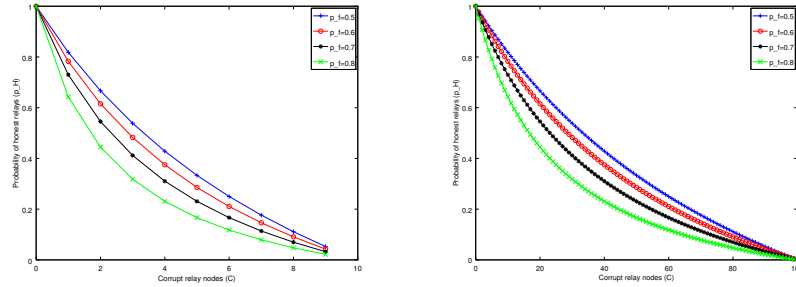 p_f=0.5
p_f=0.6
p_f=0.7
p_f=0.8
Probability of honest relays (p_H)
1
0.8
0.6
0.4
0.2
0
0 2 4 6 8 10
Corrupt relay nodes (C)
p_f=0.5
p_f=0.6
p_f=0.7
p_f=0.8
Probability of honest relays (p_H)
1
0.8
0.6
0.4
0.2
0
0 20 40 60 80 100
Corrupt relay nodes (C)